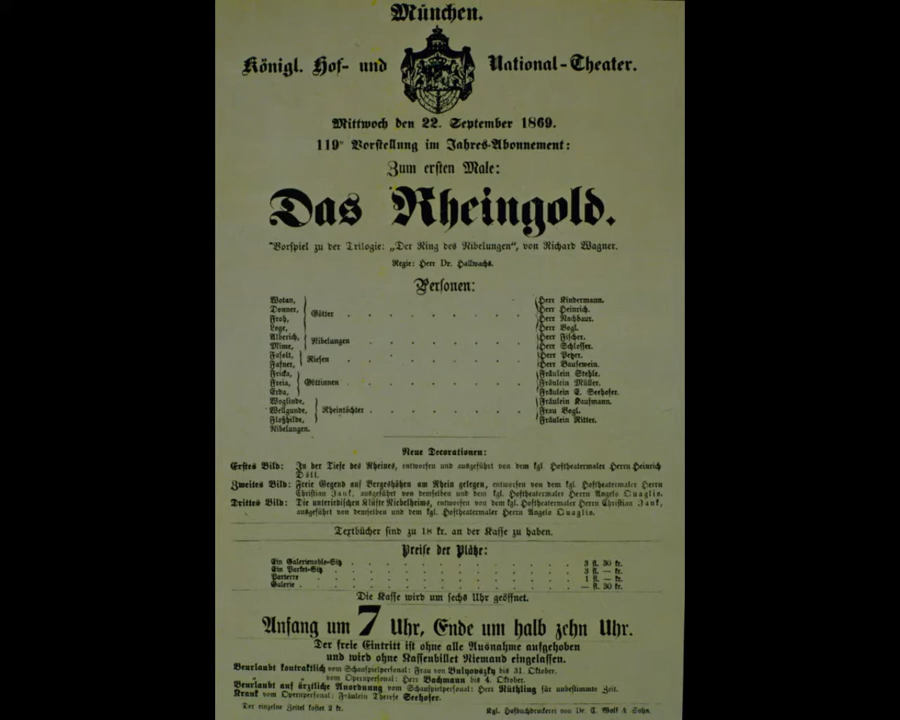 München.
Königl. Hof- und National-Theater.
Mittwoch den 22. September 1869.
119te Vorstellung im Jahres-Abonnement:
Zum ersten Male:
Das Rheingold.
Vorspiel zu der Trilogie: „Der Ring des Nibelungen“, von Richard Wagner.
Regie: Herr Dr. Hallwachs.
Personen:
Wotan, Herr Kindermann.
Donner, Götter Herr Heinrich.
Froh, Herr Nachbaur.
Loge, Herr Vogl.
Alberich, Nibelungen Herr Fischer.
Mime, Herr Schlosser.
Fasolt, Riesen Herr Petzer.
Fafner, Herr Bausewein.
Fricka, Fräulein Stehle.
Freia, Göttinnen Fräulein Müller.
Erda, Fräulein E. Seehofer.
Woglinde, Fräulein Kaufmann.
Wellgunde, Rheintöchter Frau Vogl.
Floßhilde, Fräulein Ritter.
Nibelungen.
Neue Decorationen:
Erstes Bild: In der Tiefe des Rheines, entworfen und ausgeführt von dem kgl. Hoftheatermaler Herrn Heinrich
Döll.
Zweites Bild: Freie Gegend auf Bergeshöhen am Rhein gelegen, entworfen von dem kgl. Hoftheatermaler Herrn
Christian Jank, ausgeführt von demselben und dem kgl. Hoftheatermaler Herrn Angelo Quaglio.
Drittes Bild: Die unterirdischen Klüfte Niebelheims, entworfen von dem kgl. Hoftheatermaler Herrn Christian Jank,
ausgeführt von demselben und dem kgl. Hoftheatermaler Herrn Angelo Quaglio.
Textbücher sind zu 18 kr. an der Kasse zu haben.
Preise der Plätze:
Ein Galerienoble-Sitz 3 fl. 30 kr.
Ein Parket-Sitz 3 fl. — kr.
Parterre 1 fl. — kr.
Galerie — fl. 30 kr.
Die Kasse wird um sechs Uhr geöffnet.
Anfang um 7 Uhr, Ende um halb zehn Uhr.
Der freie Eintritt ist ohne alle Ausnahme aufgehoben
und wird ohne Kassenbillet Niemand eingelassen.
Beurlaubt kontraktlich vom Schauspielpersonal: Frau von Bulyovszky bis 31. Oktober.
vom Opernpersonal: Herr Bachmann bis 4. Oktober.
Beurlaubt auf ärztliche Anordnung vom Schauspielpersonal: Herr Rüthling für unbestimmte Zeit.
Krank vom Opernpersonal: Fräulein Therese Seehofer.
Der einzelne Zettel kostet 2 kr.
Kgl. Hofbuchdruckerei von Dr. C. Wolf & Sohn.